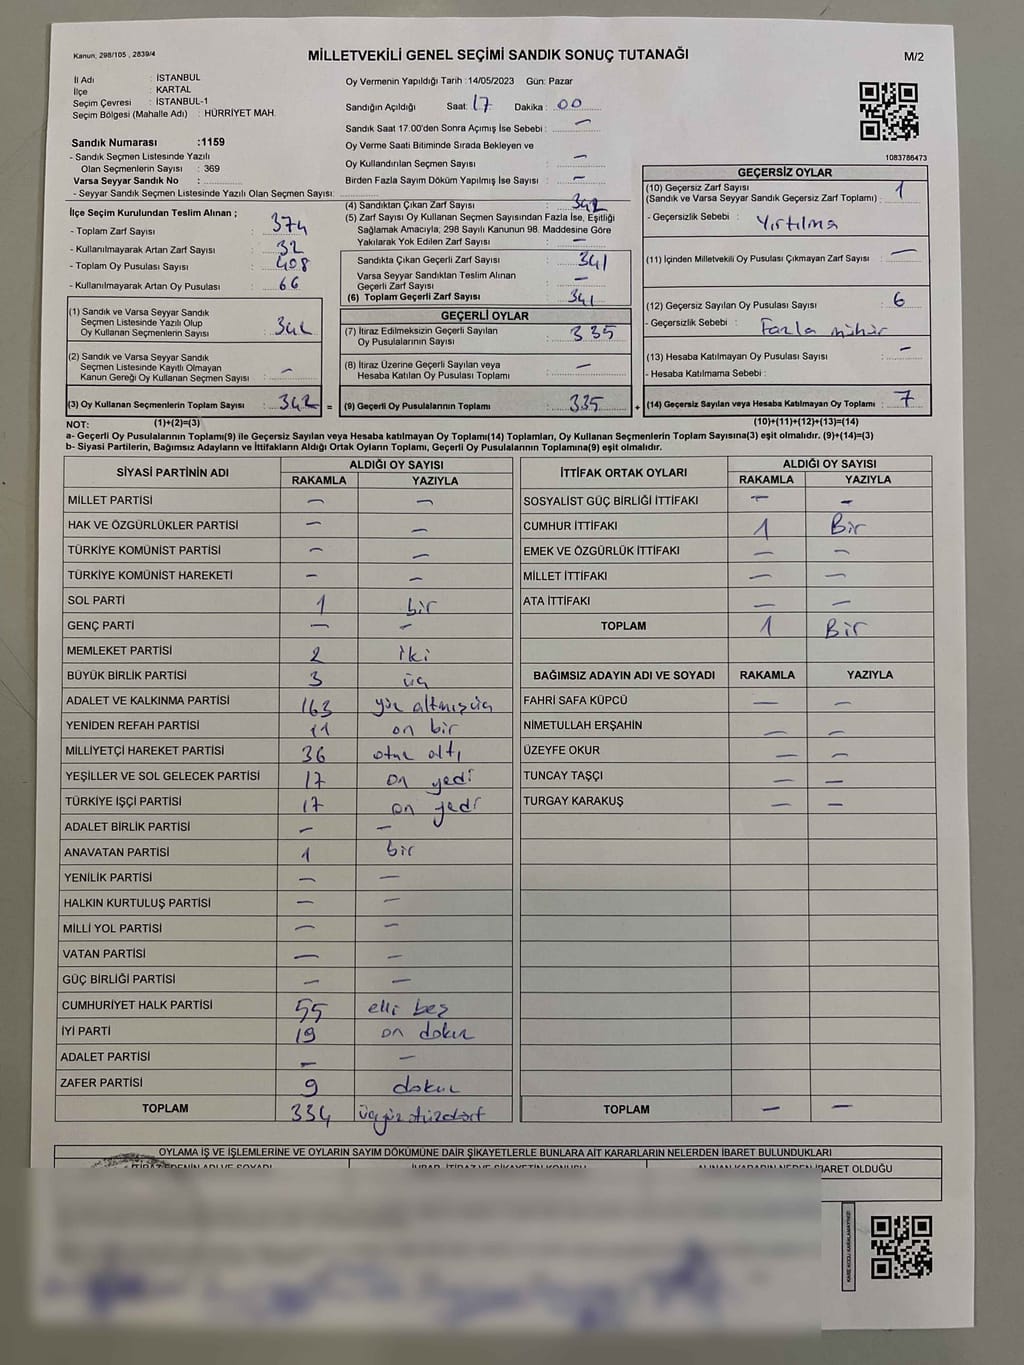 Kanun; 298/105 , 2839/4
MİLLETVEKİLİ GENEL SEÇİMİ SANDIK SONUÇ TUTANAĞI
M/2
İl Adı : İSTANBUL
İlçe : KARTAL
Seçim Çevresi : İSTANBUL-1
Seçim Bölgesi (Mahalle Adı) : HÜRRİYET MAH.
Sandık Numarası :1159
- Sandık Seçmen Listesinde Yazılı
Olan Seçmenlerin Sayısı : 369
Varsa Seyyar Sandık No :
- Seyyar Sandık Seçmen Listesinde Yazılı Olan Seçmen Sayısı:
Oy Vermenin Yapıldığı Tarih :14/05/2023 Gün: Pazar
Sandığın Açıldığı Saat: 17 Dakika: 00
Sandık Saat 17.00'den Sonra Açımış İse Sebebi : —
Oy Verme Saati Bitiminde Sırada Bekleyen ve
Oy Kullandırılan Seçmen Sayısı : —
Birden Fazla Sayım Döküm Yapılmış İse Sayısı : —
1083786473
İlçe Seçim Kurulundan Teslim Alınan ;
- Toplam Zarf Sayısı : 374
- Kullanılmayarak Artan Zarf Sayısı : 32
- Toplam Oy Pusulası Sayısı : 408
- Kullanılmayarak Artan Oy Pusulası : 66
(1) Sandık ve Varsa Seyyar Sandık
Seçmen Listesinde Yazılı Olup
Oy Kullanan Seçmenlerin Sayısı : 342
(2) Sandık ve Varsa Seyyar Sandık
Seçmen Listesinde Kayıtlı Olmayan
Kanun Gereği Oy Kullanan Seçmen Sayısı : —
(3) Oy Kullanan Seçmenlerin Toplam Sayısı : 342 =
(4) Sandıktan Çıkan Zarf Sayısı : 342
(5) Zarf Sayısı Oy Kullanan Seçmen Sayısından Fazla İse, Eşitliği
Sağlamak Amacıyla; 298 Sayılı Kanunun 98. Maddesine Göre
Yakılarak Yok Edilen Zarf Sayısı : —
Sandıkta Çıkan Geçerli Zarf Sayısı : 341
Varsa Seyyar Sandıktan Teslim Alınan
Geçerli Zarf Sayısı : —
(6) Toplam Geçerli Zarf Sayısı : 341
GEÇERLİ OYLAR
(7) İtiraz Edilmeksizin Geçerli Sayılan
Oy Pusulalarının Sayısı : 335
(8) İtiraz Üzerine Geçerli Sayılan veya
Hesaba Katılan Oy Pusulası Toplamı : —
(9) Geçerli Oy Pusulalarının Toplamı : 335 +
GEÇERSİZ OYLAR
(10) Geçersiz Zarf Sayısı
(Sandık ve Varsa Seyyar Sandık Geçersiz Zarf Toplamı) : 1
- Geçersizlik Sebebi : Yırtılma
(11) İçinden Milletvekili Oy Pusulası Çıkmayan Zarf Sayısı : —
(12) Geçersiz Sayılan Oy Pusulası Sayısı : 6
- Geçersizlik Sebebi : Fazla mühür
(13) Hesaba Katılmayan Oy Pusulası Sayısı : —
- Hesaba Katılmama Sebebi :
(14) Geçersiz Sayılan veya Hesaba Katılmayan Oy Toplamı : 7
NOT: (1)+(2)=(3)
(10)+(11)+(12)+(13)=(14)
a- Geçerli Oy Pusulalarının Toplamı(9) ile Geçersiz Sayılan veya Hesaba katılmayan Oy Toplamı(14) Toplamları, Oy Kullanan Seçmenlerin Toplam Sayısına(3) eşit olmalıdır. (9)+(14)=(3)
b- Siyasi Partilerin, Bağımsız Adayların ve İttifakların Aldığı Ortak Oyların Toplamı, Geçerli Oy Pusulalarının Toplamına(9) eşit olmalıdır.
SİYASİ PARTİNİN ADI ALDIĞI OY SAYISI
RAKAMLA YAZIYLA
MİLLET PARTİSİ — —
HAK VE ÖZGÜRLÜKLER PARTİSİ — —
TÜRKİYE KOMÜNİST PARTİSİ — —
TÜRKİYE KOMÜNİST HAREKETİ — —
SOL PARTİ 1 bir
GENÇ PARTİ — —
MEMLEKET PARTİSİ 2 iki
BÜYÜK BİRLİK PARTİSİ 3 üç
ADALET VE KALKINMA PARTİSİ 163 yüz altmışüç
YENİDEN REFAH PARTİSİ 11 on bir
MİLLİYETÇİ HAREKET PARTİSİ 36 otuz altı
YEŞİLLER VE SOL GELECEK PARTİSİ 17 on yedi
TÜRKİYE İŞÇİ PARTİSİ 17 on yedi
ADALET BİRLİK PARTİSİ — —
ANAVATAN PARTİSİ 1 bir
YENİLİK PARTİSİ — —
HALKIN KURTULUŞ PARTİSİ — —
MİLLİ YOL PARTİSİ — —
VATAN PARTİSİ — —
GÜÇ BİRLİĞİ PARTİSİ — —
CUMHURİYET HALK PARTİSİ 55 elli beş
İYİ PARTİ 19 on dokuz
ADALET PARTİSİ — —
ZAFER PARTİSİ 9 dokuz
TOPLAM 334 üçyüz otuzdört
İTTİFAK ORTAK OYLARI ALDIĞI OY SAYISI
RAKAMLA YAZIYLA
SOSYALİST GÜÇ BİRLİĞİ İTTİFAKI — —
CUMHUR İTTİFAKI 1 Bir
EMEK VE ÖZGÜRLÜK İTTİFAKI — —
MİLLET İTTİFAKI — —
ATA İTTİFAKI — —
TOPLAM 1 Bir
BAĞIMSIZ ADAYIN ADI VE SOYADI RAKAMLA YAZIYLA
FAHRİ SAFA KÜPCÜ — —
NİMETULLAH ERŞAHİN — —
ÜZEYFE OKUR — —
TUNCAY TAŞÇI — —
TURGAY KARAKUŞ — —
TOPLAM — —
OYLAMA İŞ VE İŞLEMLERİNE VE OYLARIN SAYIM DÖKÜMÜNE DAİR ŞİKAYETLERLE BUNLARA AİT KARARLARIN NELERDEN İBARET BULUNDUKLARI
İTİRAZ EDENİN ADI VE SOYADI İHBAR, İTİRAZ VE ŞİKAYETİN KONUSU ALINAN KARARIN NEDEN İBARET OLDUĞU
KARE KODU KARALAMAYINIZ!